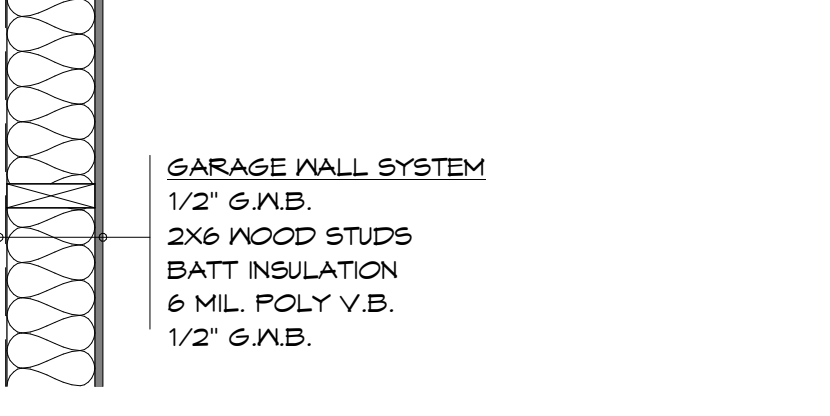 GARAGE WALL SYSTEM
1/2" G.W.B.
2X6 WOOD STUDS
BATT INSULATION
6 MIL. POLY V.B.
1/2" G.W.B.